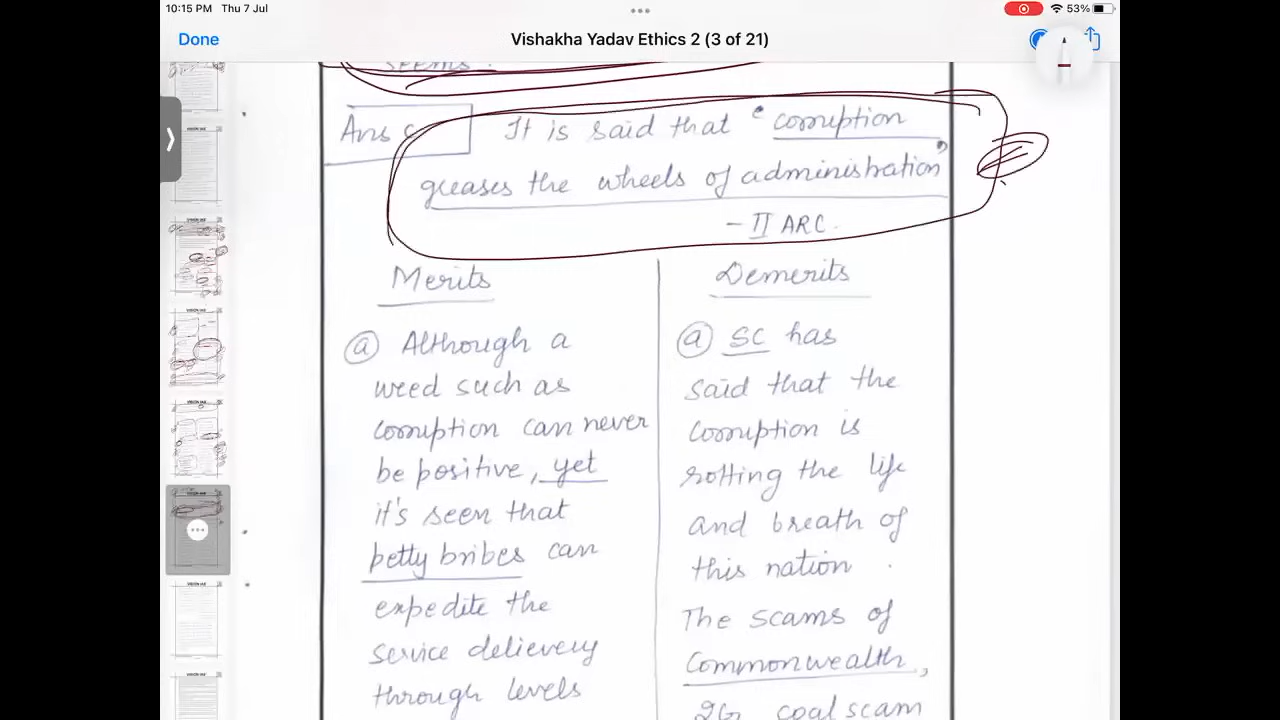 10:15 PM Thu 7 Jul
53%
Done
Vishakha Yadav Ethics 2 (3 of 21)
seems.
Ans c
It is said that "corruption
greases the wheels of administration"
- II ARC.
Merits
(a) Although a
weed such as
corruption can never
be positive, yet
it's seen that
petty bribes can
expedite the
service delievery
through levels
Demerits
(a) SC has
said that the
corruption is
rotting the life
and breath of
this nation.
The scams of
Commonwealth,
2G, coal scam